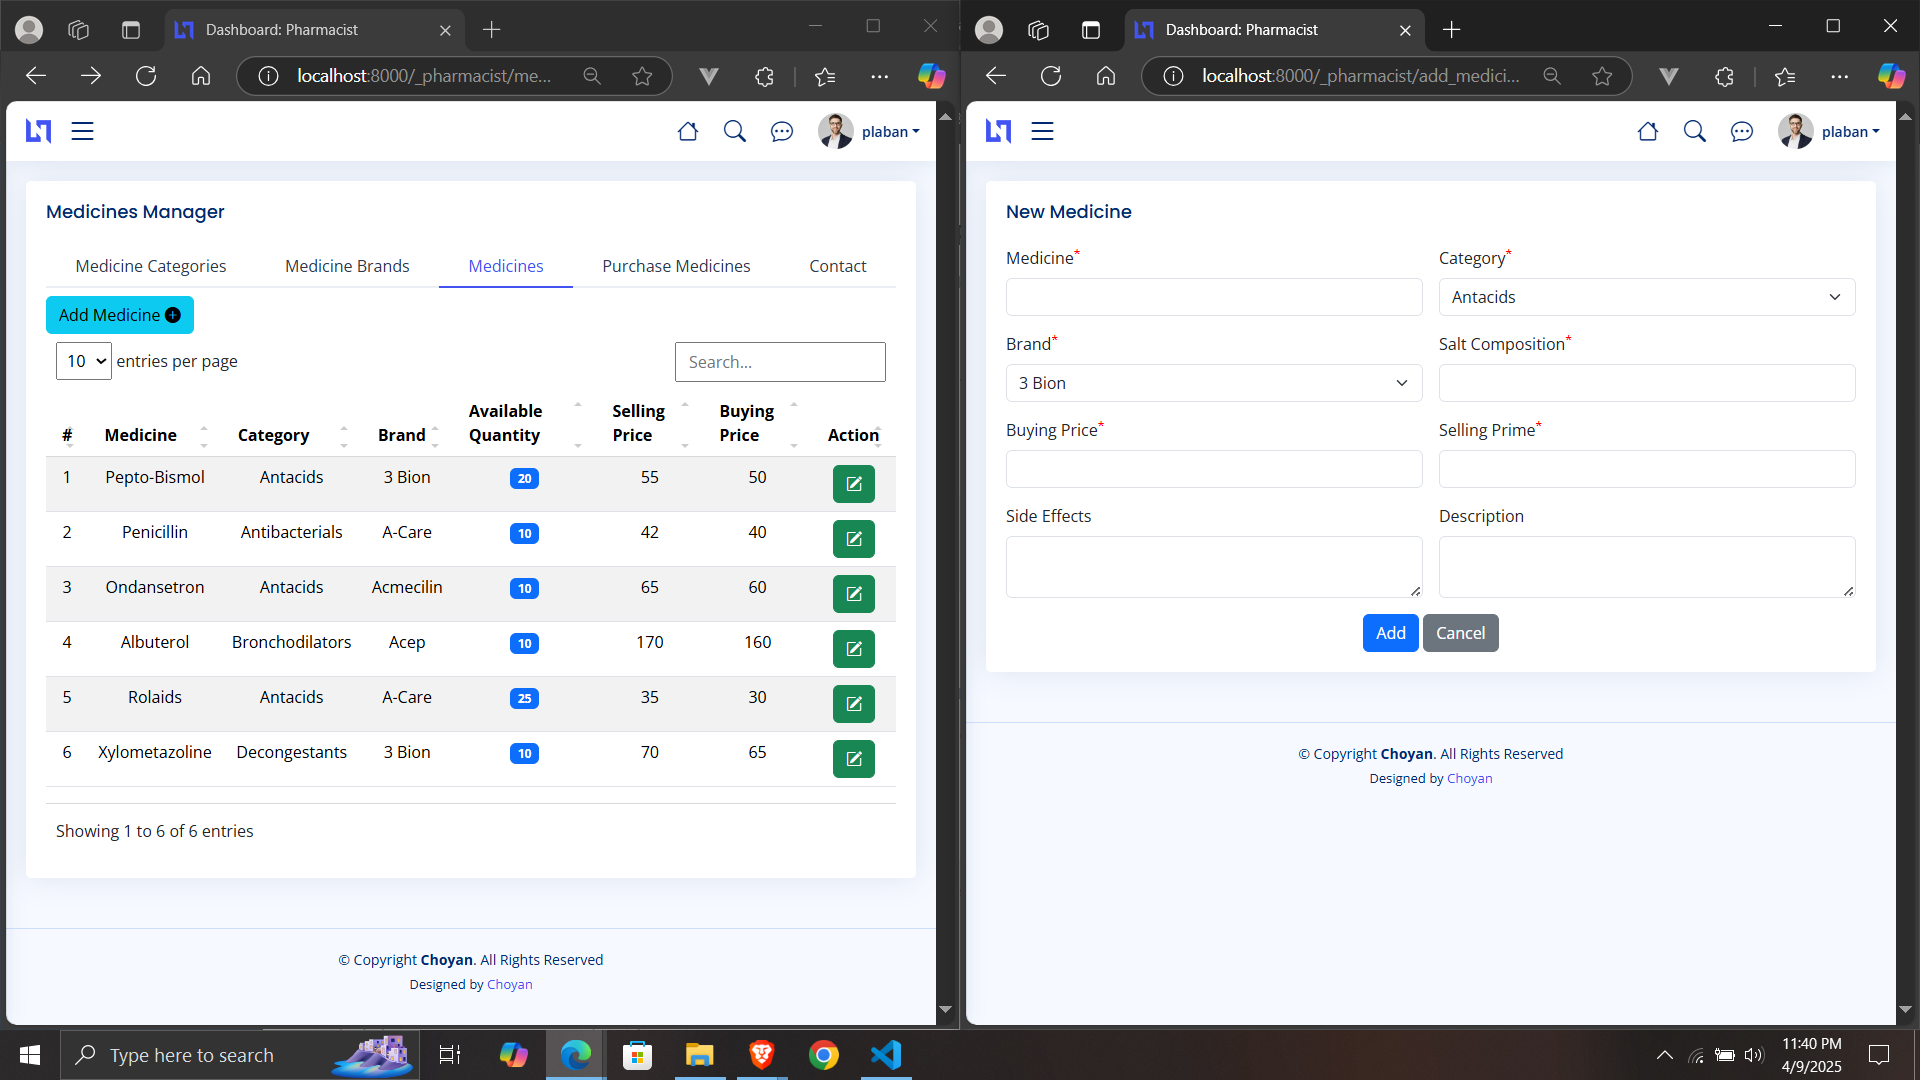 Dashboard: Pharmacist
localhost:8000/_pharmacist/me...
plaban
Medicines Manager
Medicine Categories Medicine Brands Medicines Purchase Medicines Contact
Add Medicine
10 entries per page
Search...
# Medicine Category Brand Available Quantity Selling Price Buying Price Action
1 Pepto-Bismol Antacids 3 Bion 20 55 50
2 Penicillin Antibacterials A-Care 10 42 40
3 Ondansetron Antacids Acmecilin 10 65 60
4 Albuterol Bronchodilators Acep 10 170 160
5 Rolaids Antacids A-Care 25 35 30
6 Xylometazoline Decongestants 3 Bion 10 70 65
Showing 1 to 6 of 6 entries
© Copyright Choyan. All Rights Reserved
Designed by Choyan
Dashboard: Pharmacist
localhost:8000/_pharmacist/add_medici...
plaban
New Medicine
Medicine* Category*
Antacids
Brand* Salt Composition*
3 Bion
Buying Price* Selling Prime*
Side Effects Description
Add Cancel
© Copyright Choyan. All Rights Reserved
Designed by Choyan
Type here to search
11:40 PM
4/9/2025